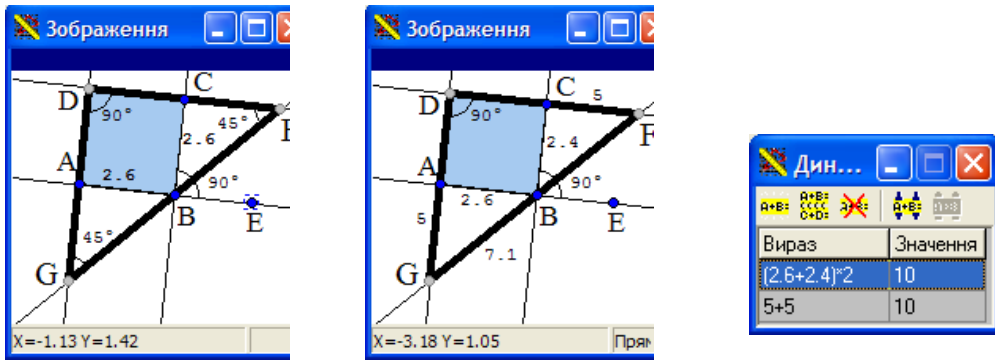 Зображення
D
C
90°
45°
2.6
A
2.6
90°
B
E
45°
G
X=-1.13 Y=1.42
Зображення
D
C
5
90°
F
2.4
A
90°
2.6
B
E
5
7.1
G
X=-3.18 Y=1.05
Дин...
A+B=
A+B=
CCCC
C+D=
A+B=
Вираз Значення
(2.6+2.4)*2 10
5+5 10